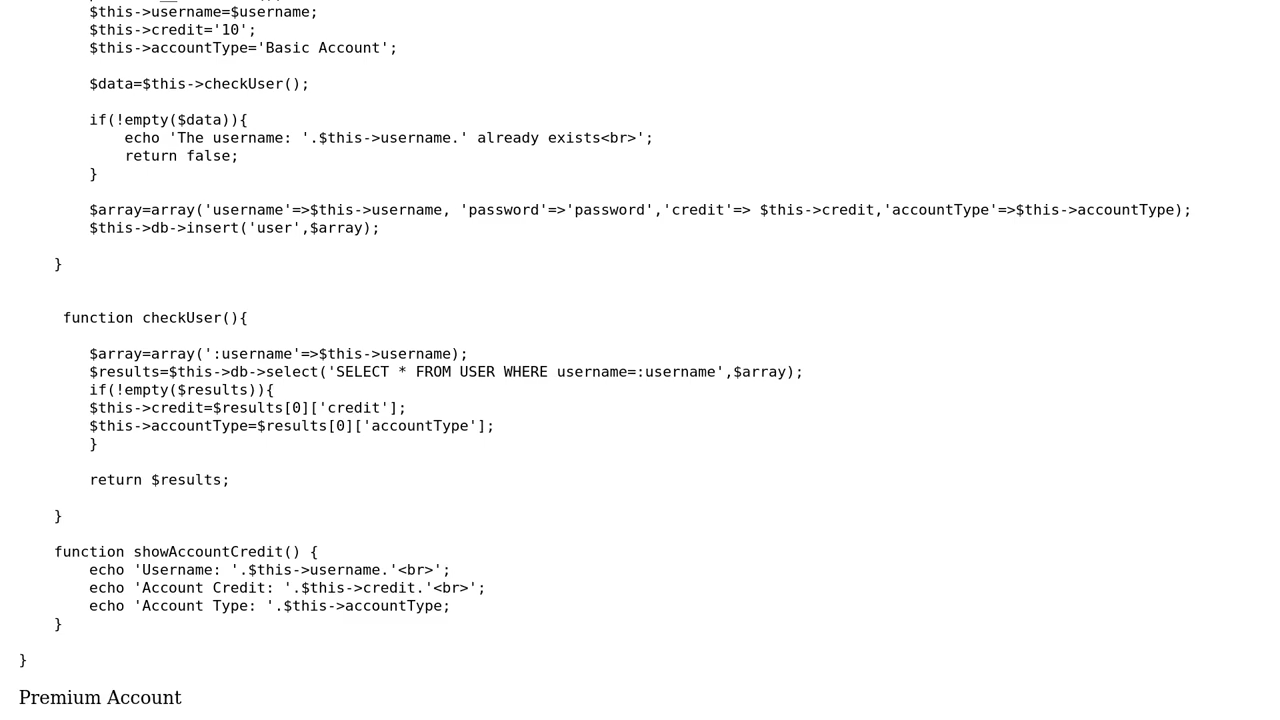 $this->username=$username;
$this->credit='10';
$this->accountType='Basic Account';
$data=$this->checkUser();
if(!empty($data)){
echo 'The username: '.$this->username.' already exists<br>';
return false;
}
$array=array('username'=>$this->username, 'password'=>'password','credit'=> $this->credit,'accountType'=>$this->accountType);
$this->db->insert('user',$array);
}
function checkUser(){
$array=array(':username'=>$this->username);
$results=$this->db->select('SELECT * FROM USER WHERE username=:username',$array);
if(!empty($results)){
$this->credit=$results[0]['credit'];
$this->accountType=$results[0]['accountType'];
}
return $results;
}
function showAccountCredit() {
echo 'Username: '.$this->username.'<br>';
echo 'Account Credit: '.$this->credit.'<br>';
echo 'Account Type: '.$this->accountType;
}
}
Premium Account